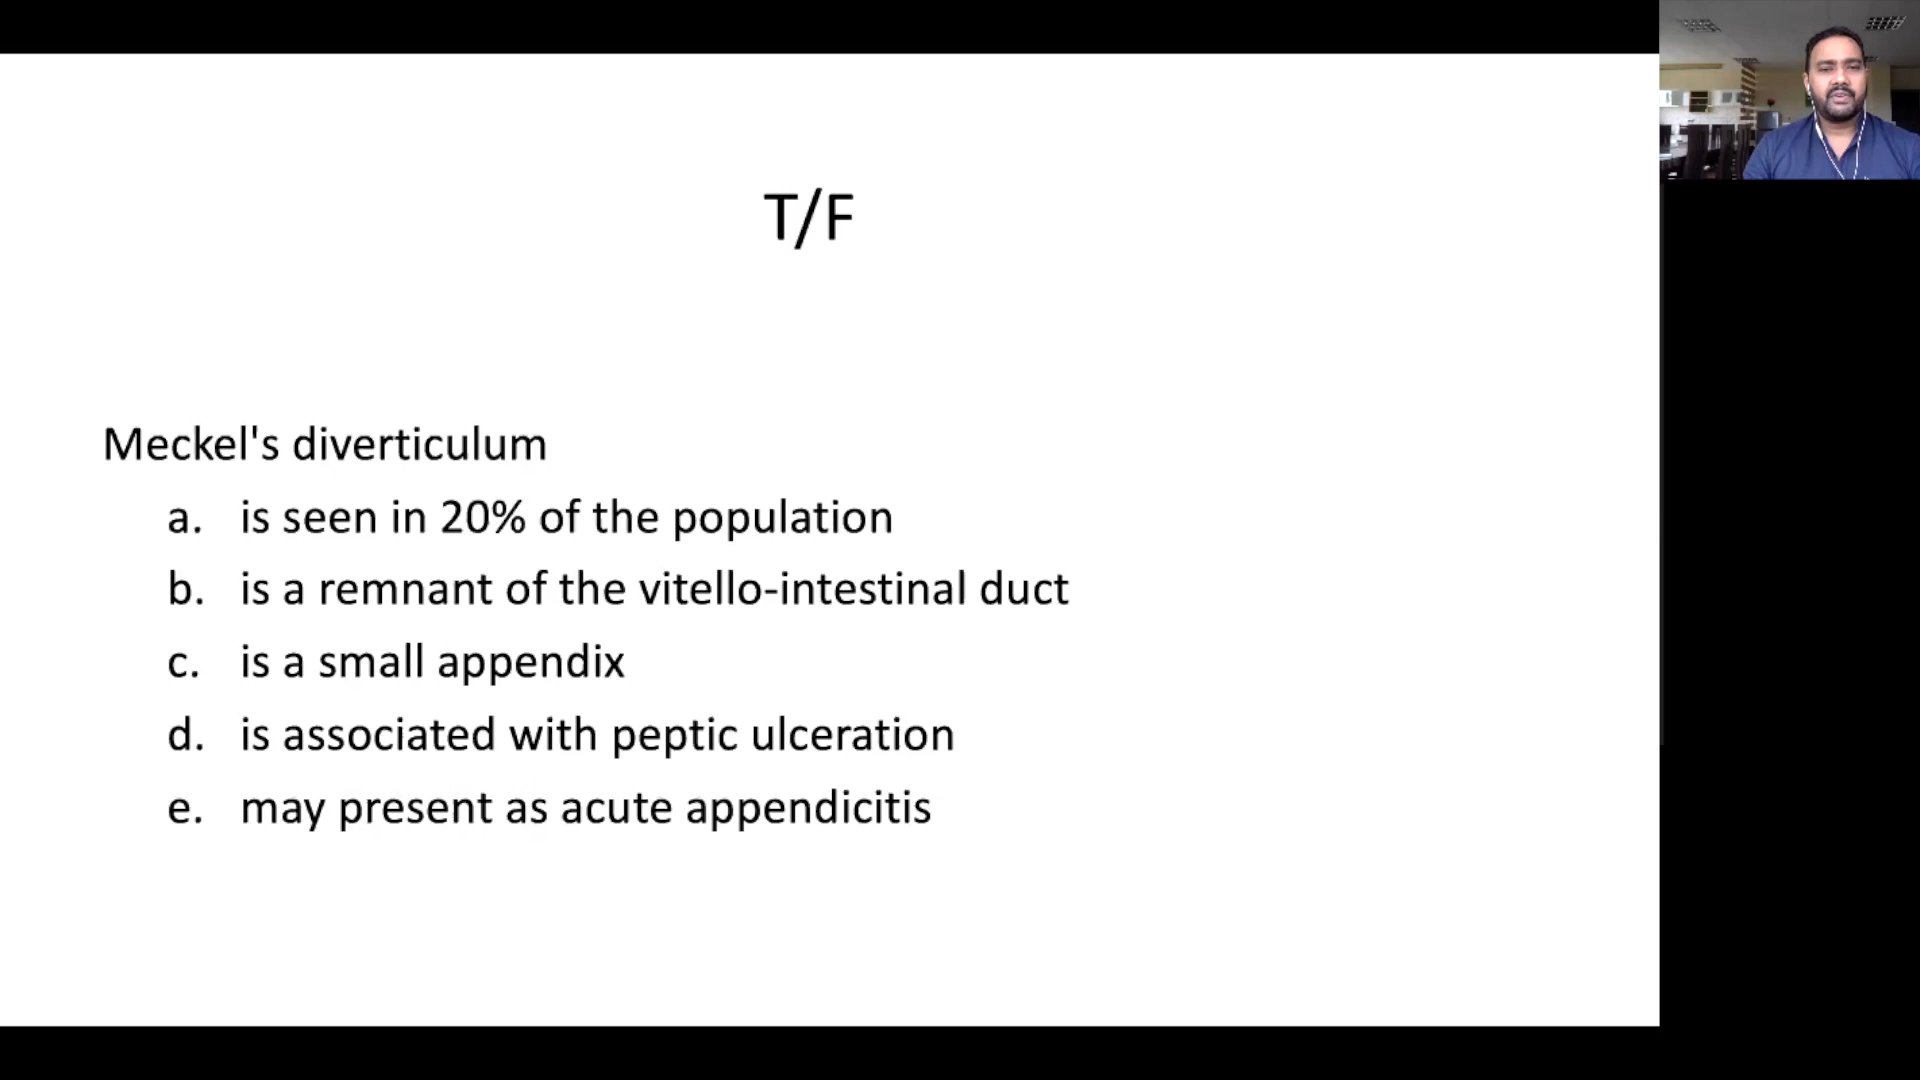 T/F
Meckel's diverticulum
a. is seen in 20% of the population
b. is a remnant of the vitello-intestinal duct
c. is a small appendix
d. is associated with peptic ulceration
e. may present as acute appendicitis